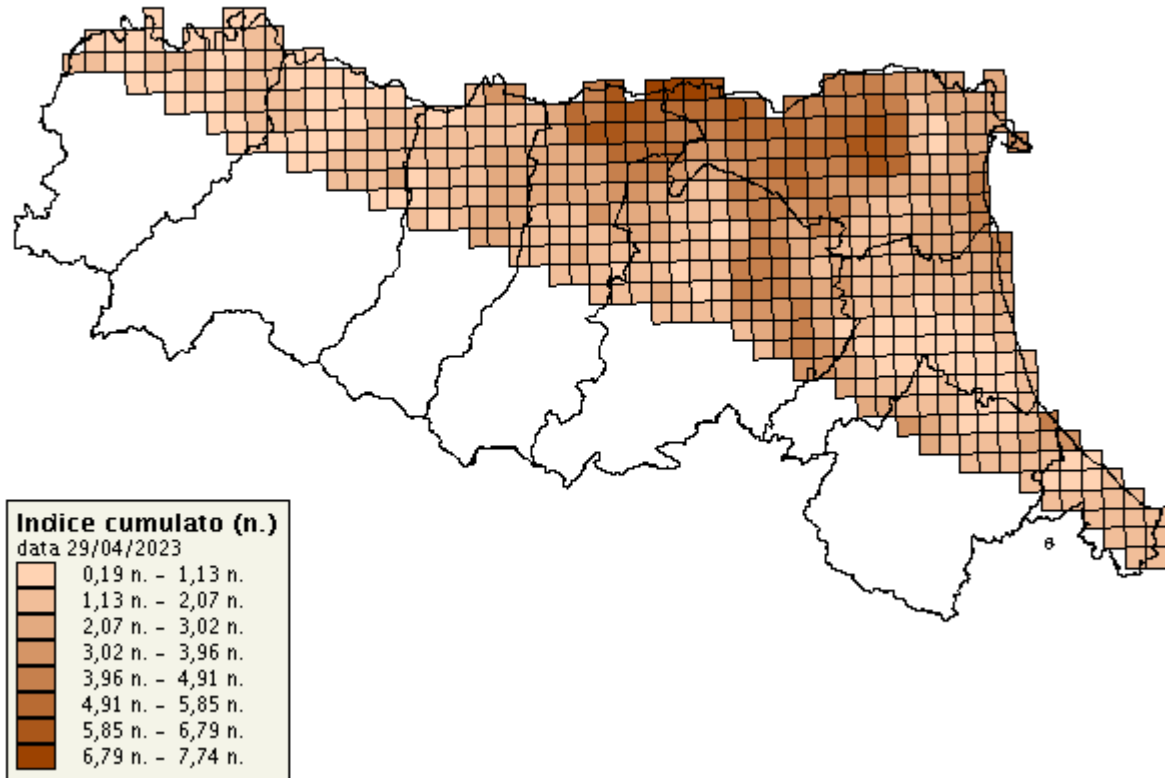 Indice cumulato (n.)
data 29/04/2023
0,19 n. - 1,13 n.
1,13 n. - 2,07 n.
2,07 n. - 3,02 n.
3,02 n. - 3,96 n.
3,96 n. - 4,91 n.
4,91 n. - 5,85 n.
5,85 n. - 6,79 n.
6,79 n. - 7,74 n.